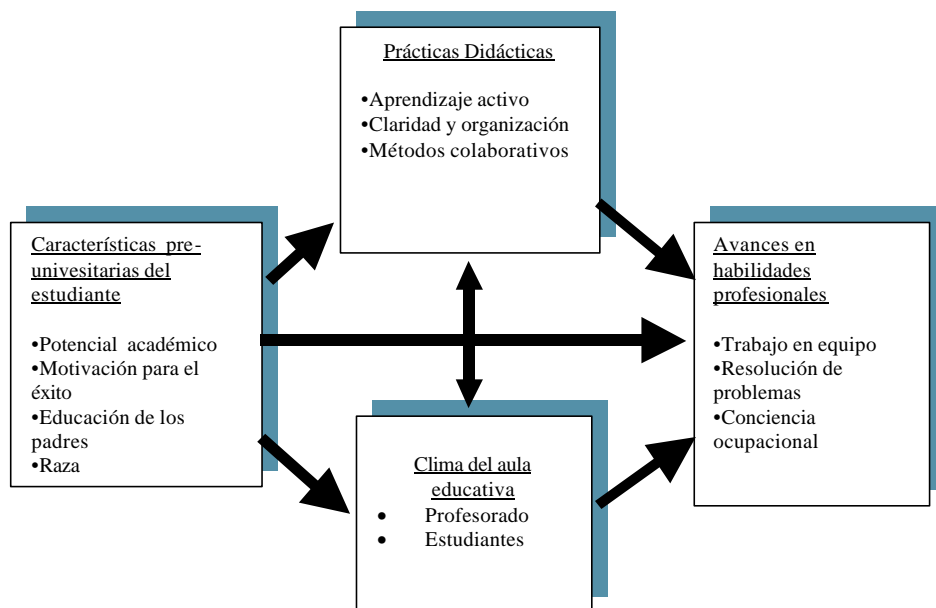 Prácticas Didácticas
•Aprendizaje activo
•Claridad y organización
•Métodos colaborativos
Características pre-
univesitarias del
estudiante
•Potencial académico
•Motivación para el
éxito
•Educación de los
padres
•Raza
Avances en
habilidades
profesionales
•Trabajo en equipo
•Resolución de
problemas
•Conciencia
ocupacional
Clima del aula
educativa
• Profesorado
• Estudiantes